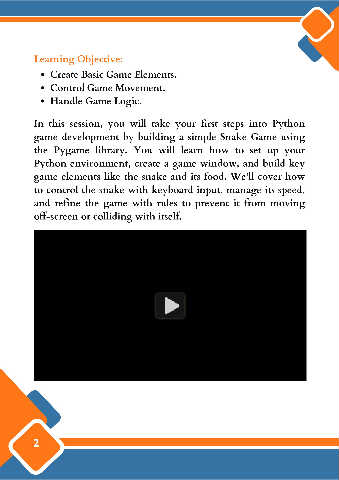 Learning Objective:
• Create Basic Game Elements.
• Control Game Movement.
• Handle Game Logic.
In this session, you will take your first steps into Python
game development by building a simple Snake Game using
the Pygame library. You will learn how to set up your
Python environment, create a game window, and build key
game elements like the snake and its food. We'll cover how
to control the snake with keyboard input, manage its speed,
and refine the game with rules to prevent it from moving
off-screen or colliding with itself.
2